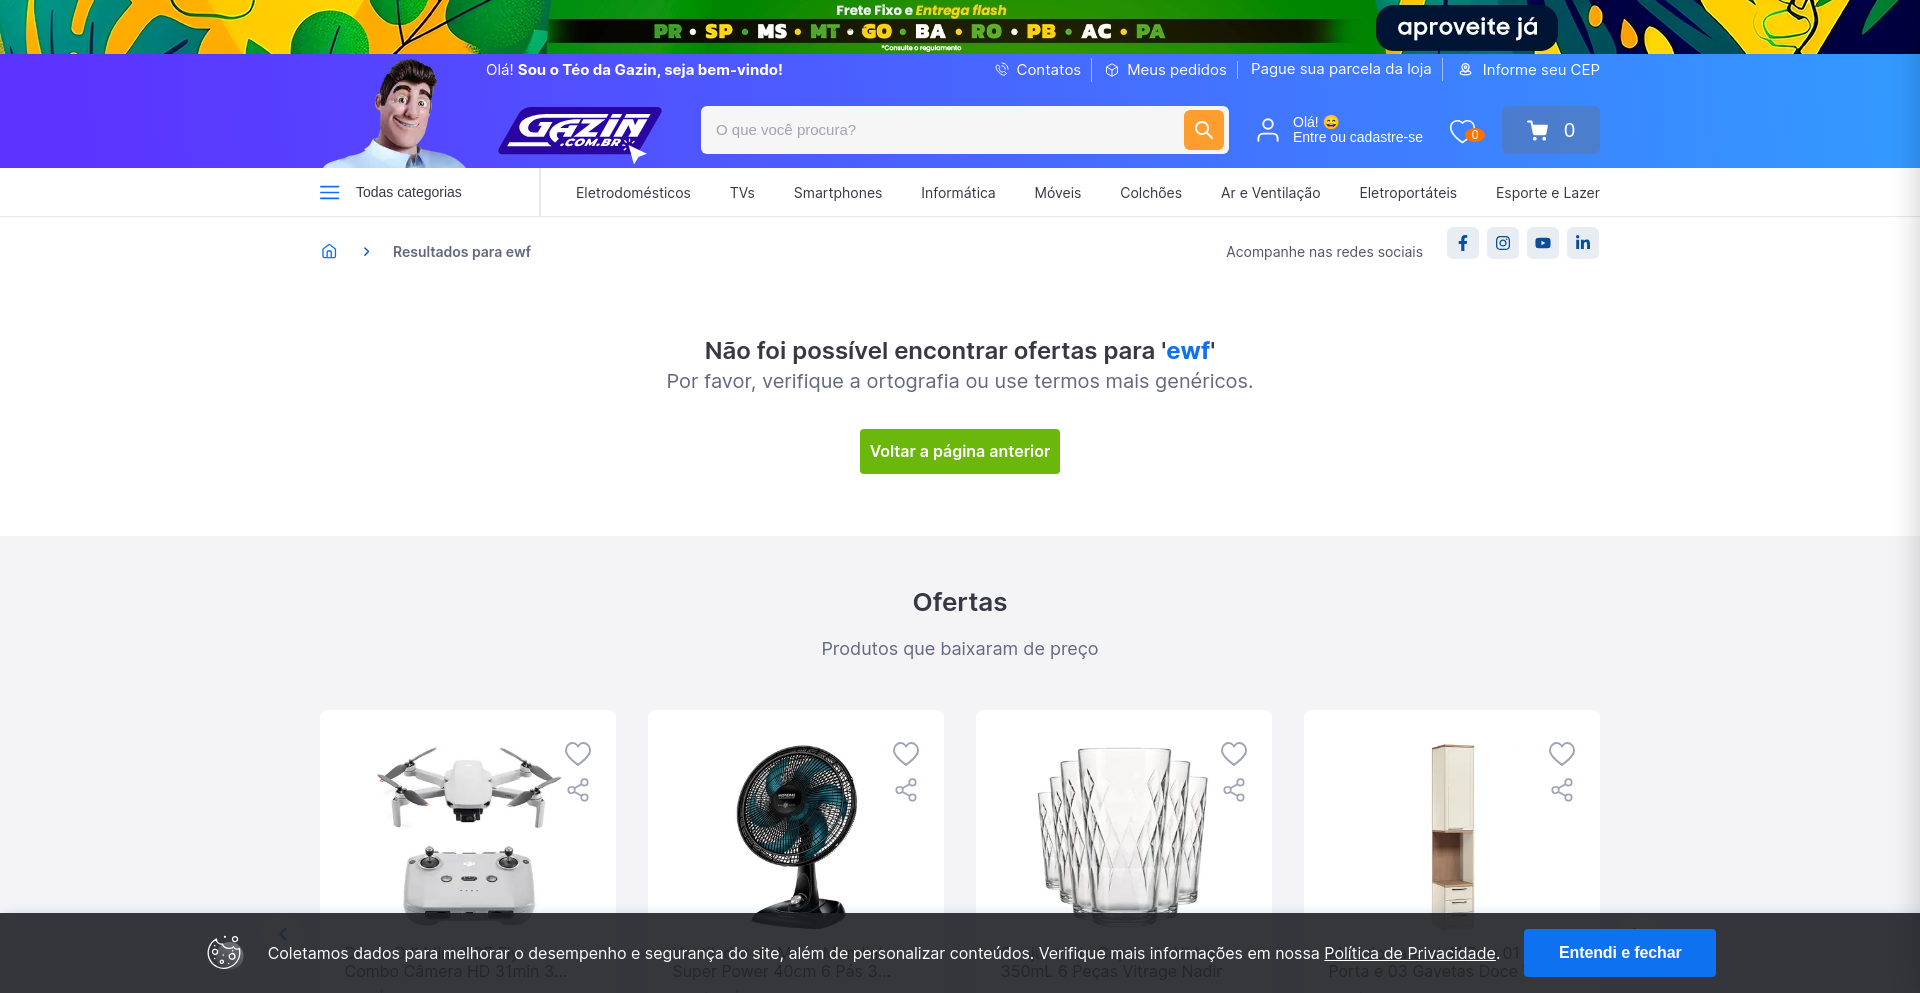 Frete Fixo e Entrega flash
PR • SP • MS • MT • GO • BA • RO • PB • AC • PA
*Consulte o regulamento
aproveite já
Olá! Sou o Téo da Gazin, seja bem-vindo!
Contatos
Meus pedidos
Pague sua parcela da loja
Informe seu CEP
GAZIN
.COM.BR
O que você procura?
Olá! 😄
Entre ou cadastre-se
0
0
Todas categorias
Eletrodomésticos
TVs
Smartphones
Informática
Móveis
Colchões
Ar e Ventilação
Eletroportáteis
Esporte e Lazer
Resultados para ewf
Acompanhe nas redes sociais
Não foi possível encontrar ofertas para 'ewf'
Por favor, verifique a ortografia ou use termos mais genéricos.
Voltar a página anterior
Ofertas
Produtos que baixaram de preço
Coletamos dados para melhorar o desempenho e segurança do site, além de personalizar conteúdos. Verifique mais informações em nossa Política de Privacidade.
Entendi e fechar
Combo Câmera HD 31min 3...
Super Power 40cm 6 Pás 3...
350mL 6 Peças Vitrage Nadir
Porta e 03 Gavetas Doce